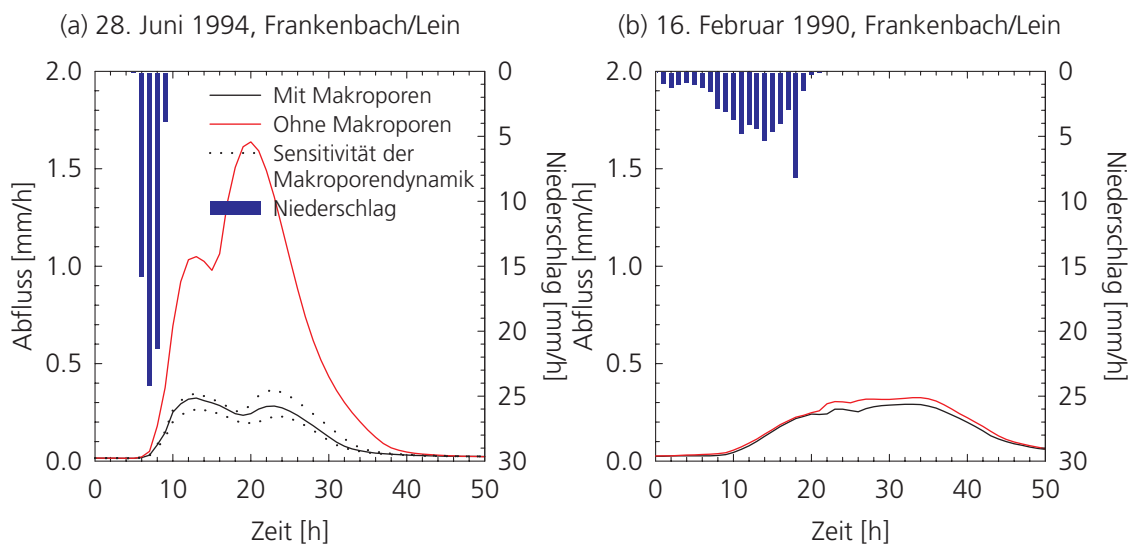 (a) 28. Juni 1994, Frankenbach/Lein
2.0
1.5
1.0
0.5
0.0
Abfluss [mm/h]
0
5
10
15
20
25
30
Niederschlag [mm/h]
Mit Makroporen
Ohne Makroporen
Sensitivität der
Makroporendynamik
Niederschlag
0 10 20 30 40 50
Zeit [h]
(b) 16. Februar 1990, Frankenbach/Lein
2.0
1.5
1.0
0.5
0.0
Abfluss [mm/h]
0
5
10
15
20
25
30
Niederschlag [mm/h]
0 10 20 30 40 50
Zeit [h]